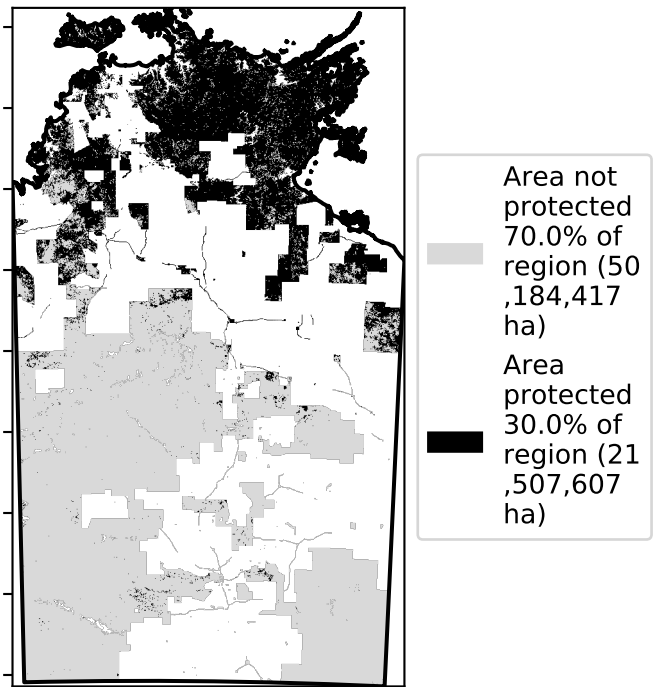 Area not
protected
70.0% of
region (50
,184,417
ha)
Area
protected
30.0% of
region (21
,507,607
ha)